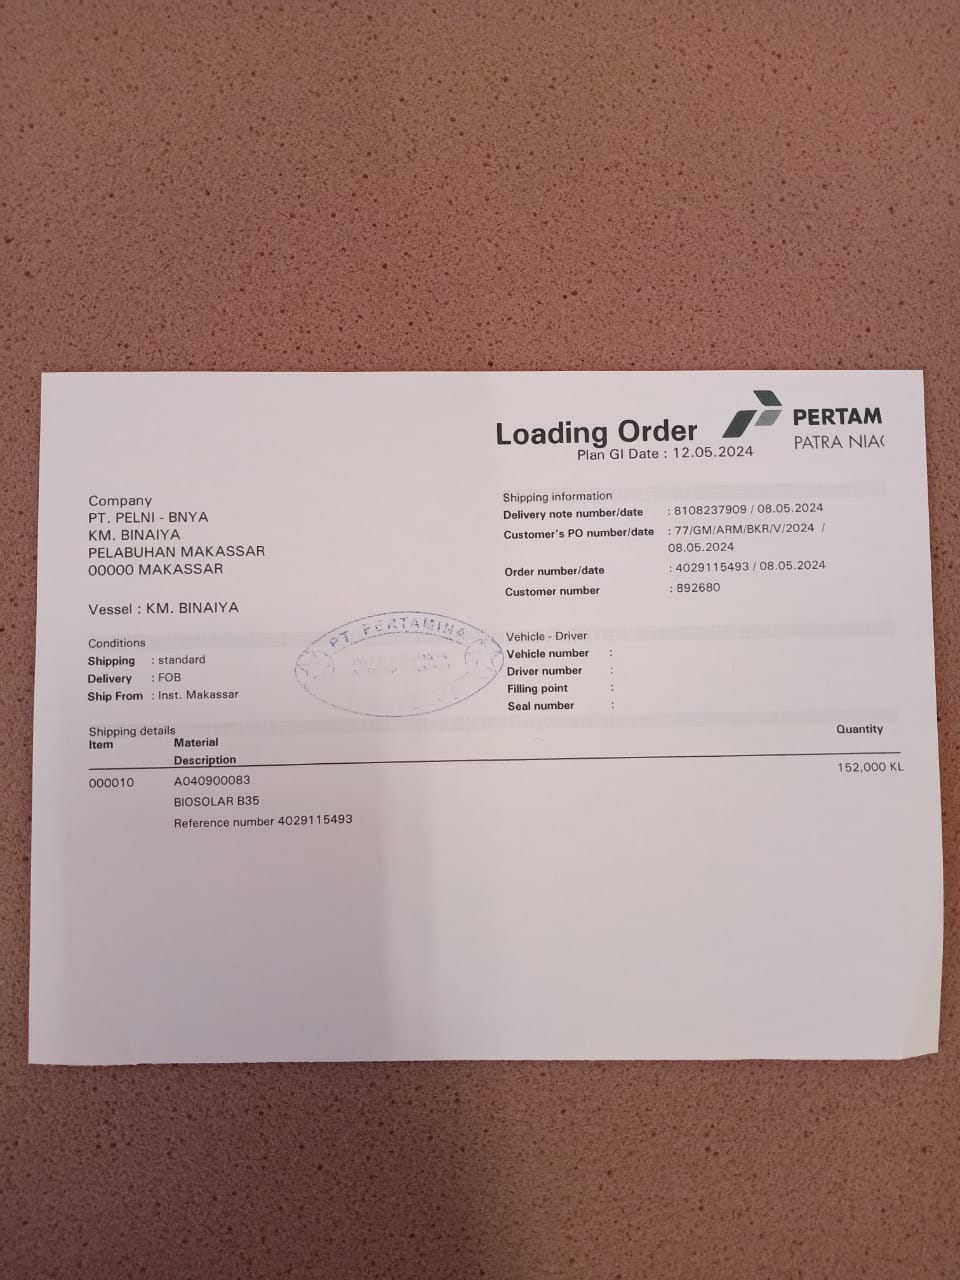 Loading Order
PERTAM
PATRA NIAG
Plan GI Date : 12.05.2024
Company
PT. PELNI - BNYA
KM. BINAIYA
PELABUHAN MAKASSAR
00000 MAKASSAR
Vessel : KM. BINAIYA
Shipping information
Delivery note number/date : 8108237909 / 08.05.2024
Customer's PO number/date : 77/GM/ARM/BKR/V/2024 /
08.05.2024
Order number/date : 4029115493 / 08.05.2024
Customer number : 892680
Conditions
Shipping : standard
Delivery : FOB
Ship From : Inst. Makassar
PT. PERTAMINA
Vehicle - Driver
Vehicle number :
Driver number :
Filling point :
Seal number :
Shipping details
Item Material Quantity
Description
000010 A040900083 152,000 KL
BIOSOLAR B35
Reference number 4029115493